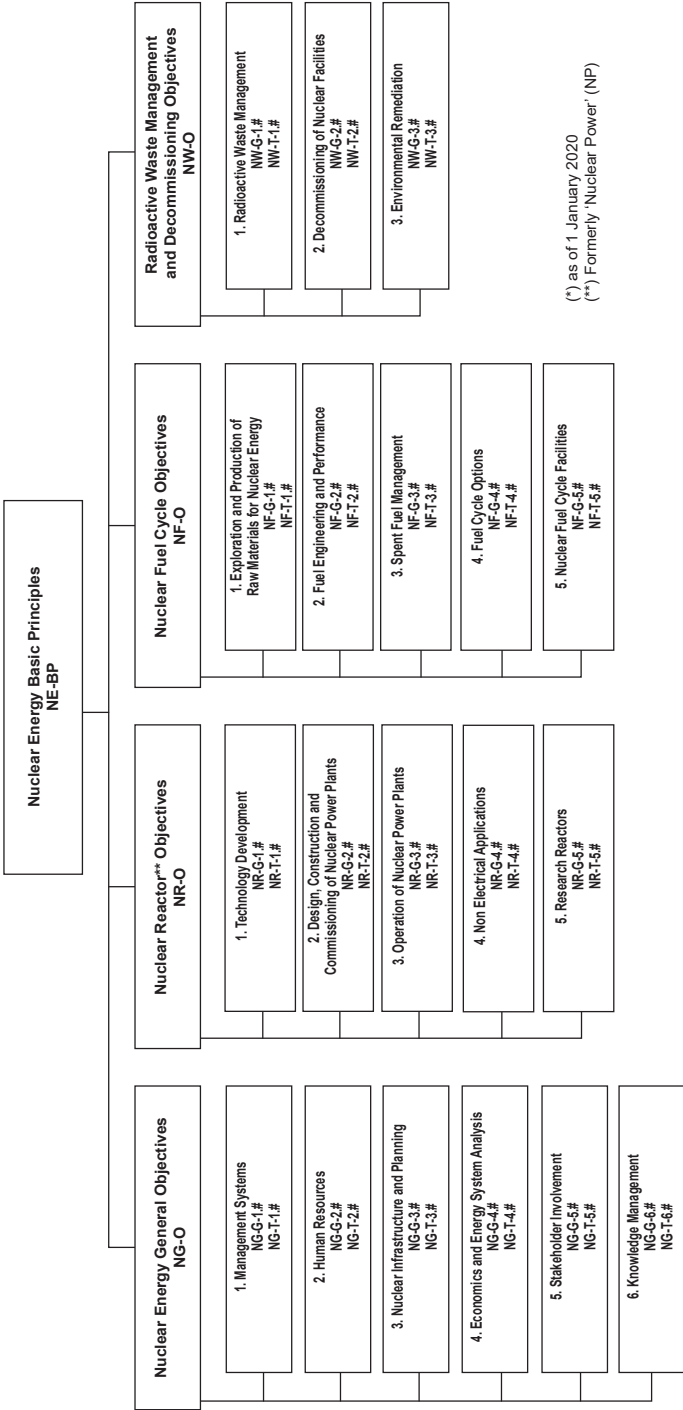 Nuclear Energy Basic Principles
NE-BP
Nuclear Energy General Objectives
NG-O
1. Management Systems
NG-G-1.#
NG-T-1.#
2. Human Resources
NG-G-2.#
NG-T-2.#
3. Nuclear Infrastructure and Planning
NG-G-3.#
NG-T-3.#
4. Economics and Energy System Analysis
NG-G-4.#
NG-T-4.#
5. Stakeholder Involvement
NG-G-5.#
NG-T-5.#
6. Knowledge Management
NG-G-6.#
NG-T-6.#
Nuclear Reactor** Objectives
NR-O
1. Technology Development
NR-G-1.#
NR-T-1.#
2. Design, Construction and
Commissioning of Nuclear Power Plants
NR-G-2.#
NR-T-2.#
3. Operation of Nuclear Power Plants
NR-G-3.#
NR-T-3.#
4. Non Electrical Applications
NR-G-4.#
NR-T-4.#
5. Research Reactors
NR-G-5.#
NR-T-5.#
Nuclear Fuel Cycle Objectives
NF-O
1. Exploration and Production of
Raw Materials for Nuclear Energy
NF-G-1.#
NF-T-1.#
2. Fuel Engineering and Performance
NF-G-2.#
NF-T-2.#
3. Spent Fuel Management
NF-G-3.#
NF-T-3.#
4. Fuel Cycle Options
NF-G-4.#
NF-T-4.#
5. Nuclear Fuel Cycle Facilities
NF-G-5.#
NF-T-5.#
Radioactive Waste Management
and Decommissioning Objectives
NW-O
1. Radioactive Waste Management
NW-G-1.#
NW-T-1.#
2. Decommissioning of Nuclear Facilities
NW-G-2.#
NW-T-2.#
3. Environmental Remediation
NW-G-3.#
NW-T-3.#
(*) as of 1 January 2020
(**) Formerly ‘Nuclear Power’ (NP)